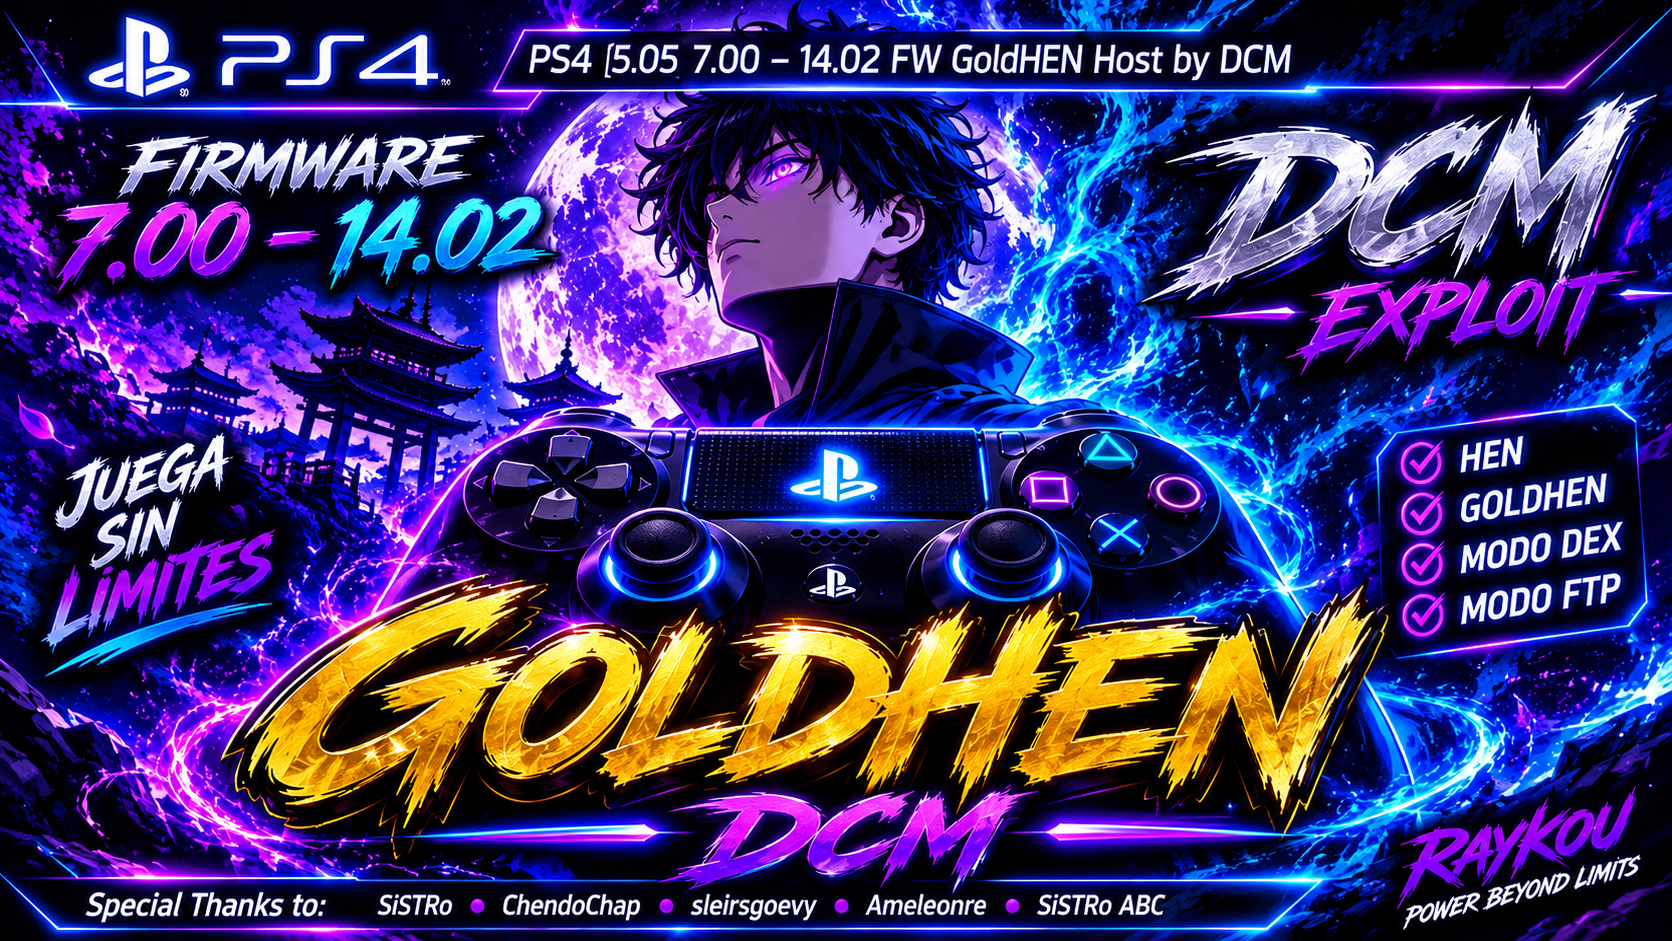 PS4
PS4 [5.05 7.00 – 14.02 FW GoldHEN Host by DCM
FIRMWARE
7.00 - 14.02
DCM
EXPLOIT
JUEGA
SIN
LÍMITES
HEN
GOLDHEN
MODO DEX
MODO FTP
GOLDHEN
DCM
RAYKOU
POWER BEYOND LIMITS
Special Thanks to: SiSTRo • ChendoChap • sleirsgoevy • Ameleonre • SiSTRo ABC